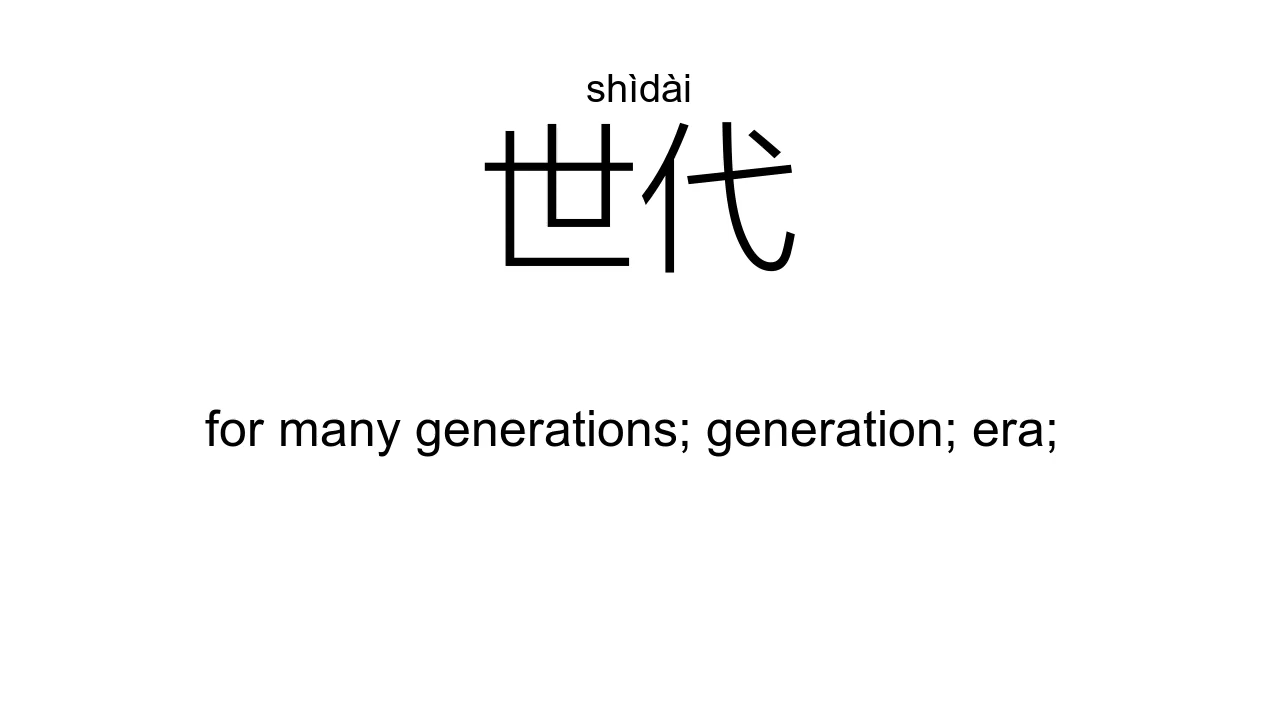 shìdài
世代
for many generations; generation; era;